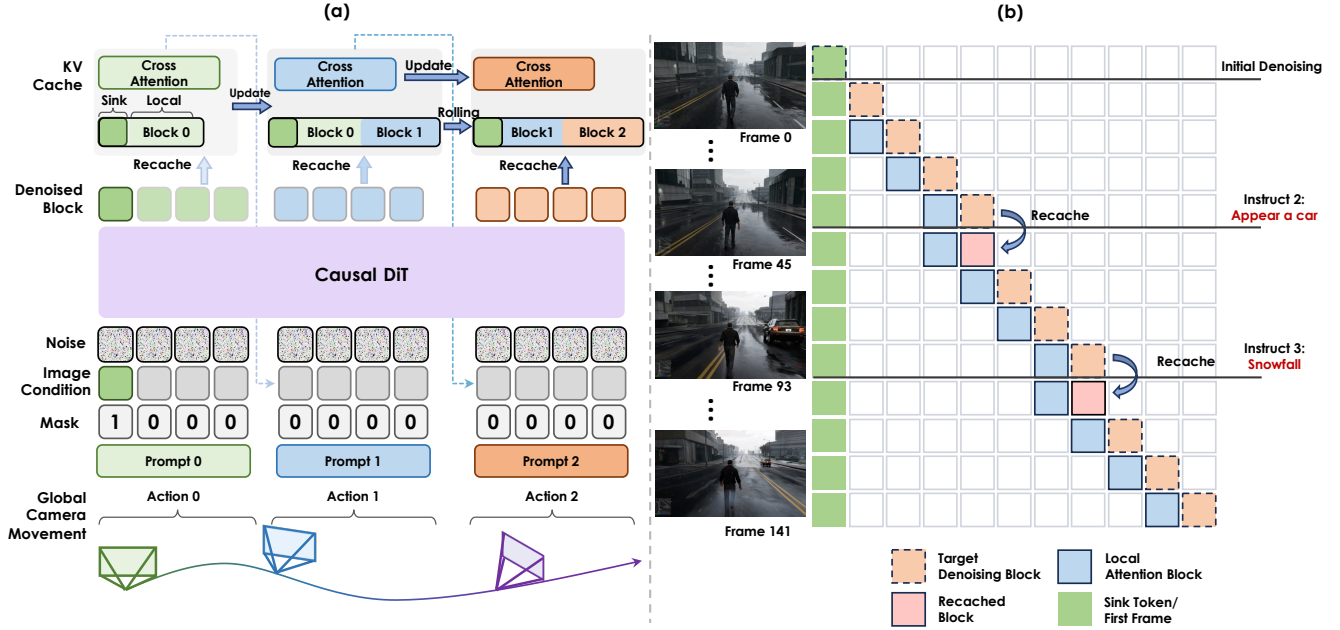 (a)
KV
Cache
Cross
Attention
Sink
Local
Block 0
Update
Cross
Attention
Block 0
Block 1
Update
Rolling
Cross
Attention
Block1
Block 2
Recache
Recache
Recache
Denoised
Block
Causal DiT
Noise
Image
Condition
Mask
1
0
0
0
0
0
0
0
0
0
0
0
Prompt 0
Prompt 1
Prompt 2
Global
Camera
Movement
Action 0
Action 1
Action 2
Frame 0
Frame 45
Frame 93
Frame 141
(b)
Initial Denoising
Recache
Instruct 2:
Appear a car
Recache
Instruct 3:
Snowfall
Target
Denoising Block
Local
Attention Block
Recached
Block
Sink Token/
First Frame